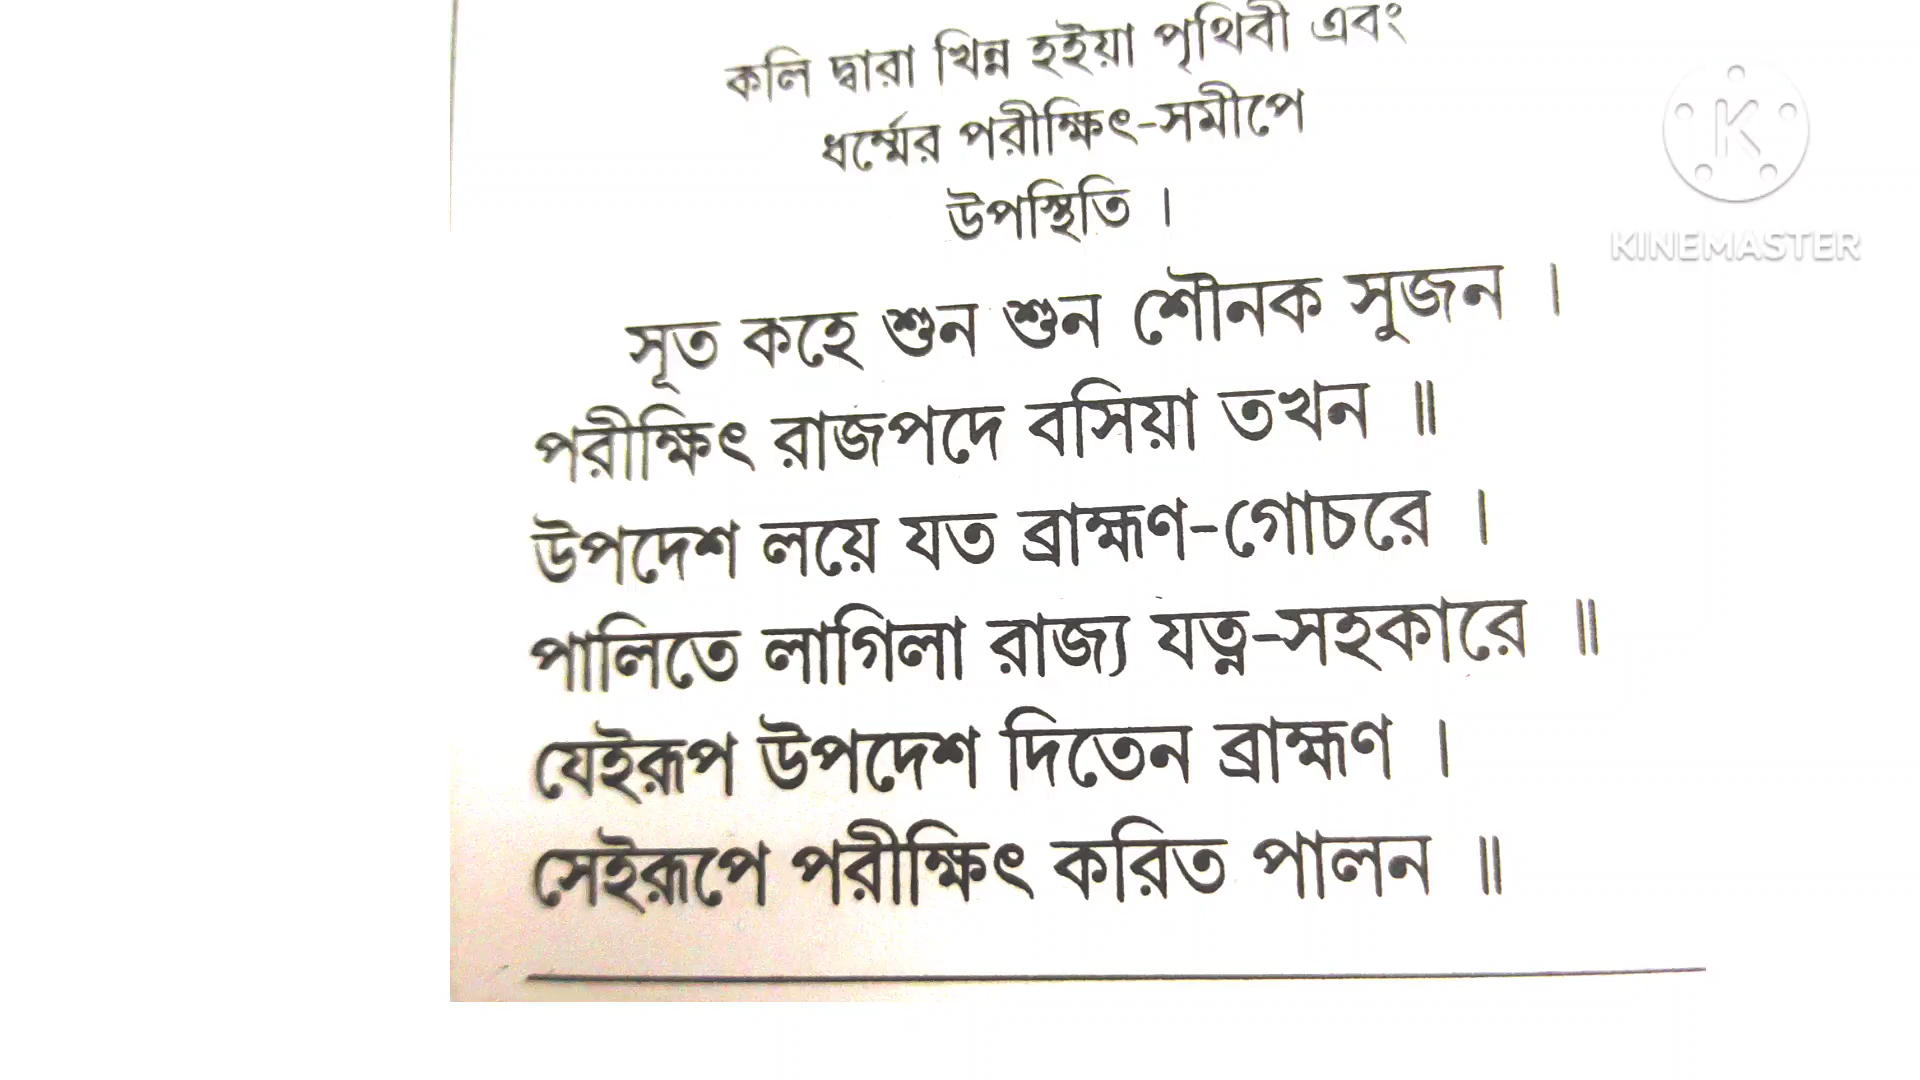 কলি দ্বারা খিন্ন হইয়া পৃথিবী এবং
ধর্ম্মের পরীক্ষিৎ-সমীপে
উপস্থিতি ।
সূত কহে শুন শুন শৌনক সুজন ।
পরীক্ষিৎ রাজপদে বসিয়া তখন ॥
উপদেশ লয়ে যত ব্রাহ্মণ-গোচরে ।
পালিতে লাগিলা রাজ্য যত্ন-সহকারে ॥
যেইরূপ উপদেশ দিতেন ব্রাহ্মণ ।
সেইরূপে পরীক্ষিৎ করিত পালন ॥
K
KINEMASTER